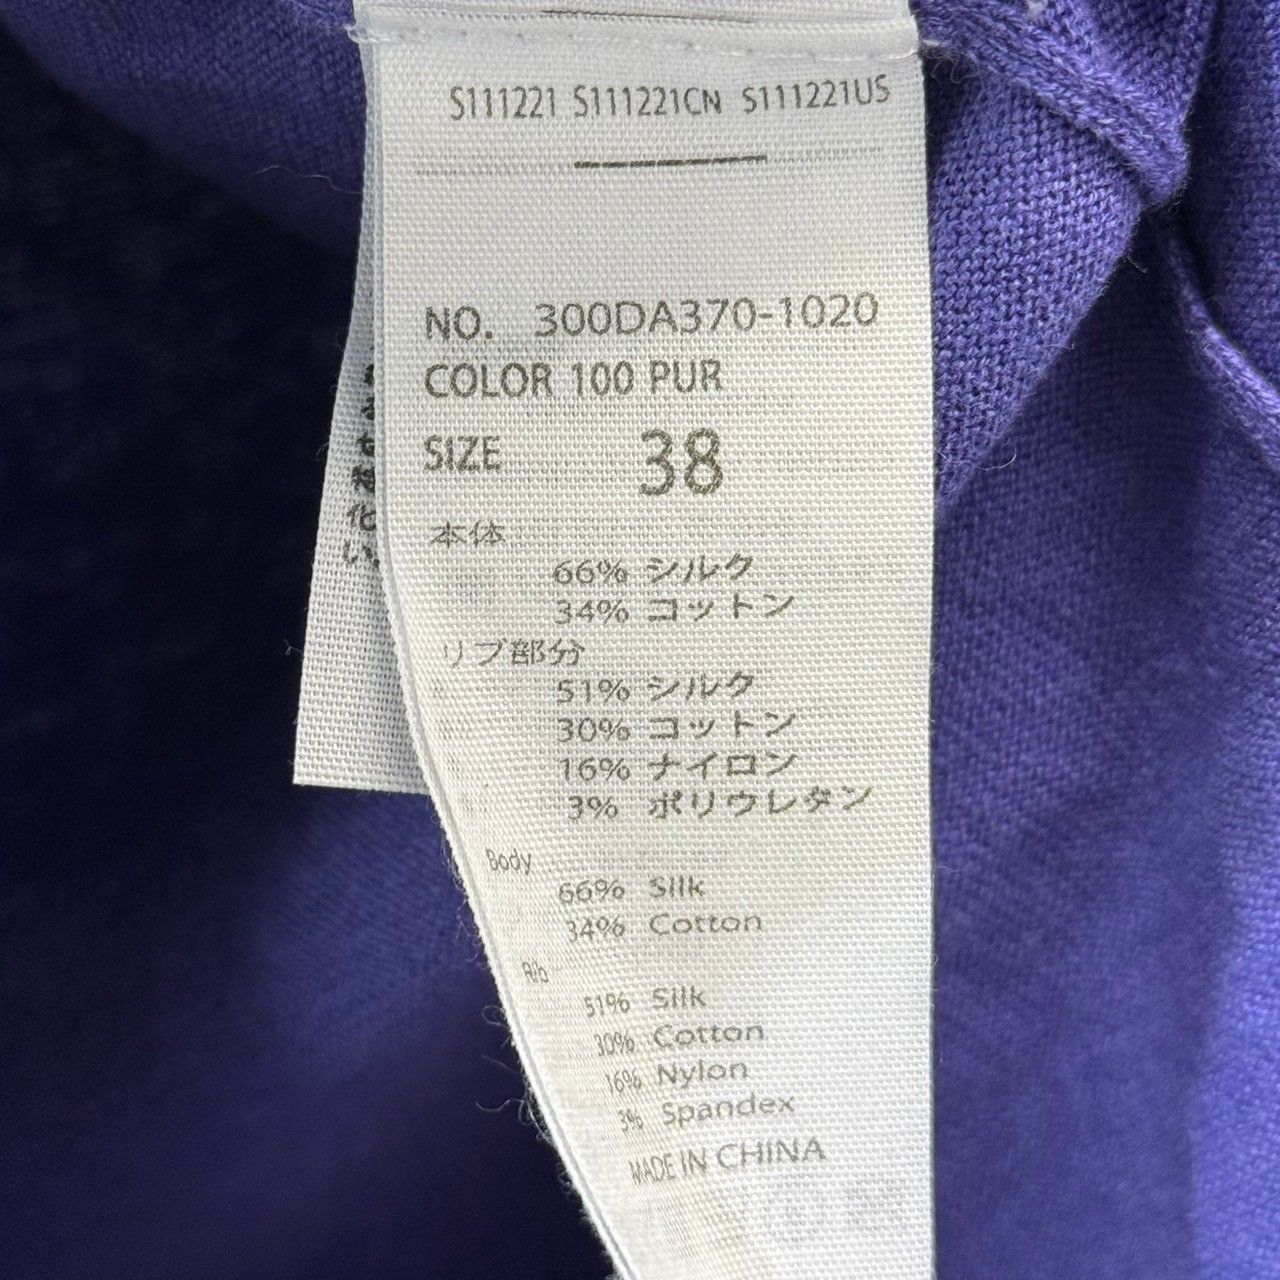 S111221 S111221CN S111221US
NO. 300DA370-1020
COLOR 100 PUR
SIZE 38
本体
66% シルク
34% コットン
リブ部分
51% シルク
30% コットン
16% ナイロン
3% ポリウレタン
Body
66% Silk
34% Cotton
Rib
51% Silk
30% Cotton
16% Nylon
3% Spandex
MADE IN CHINA
化
い。